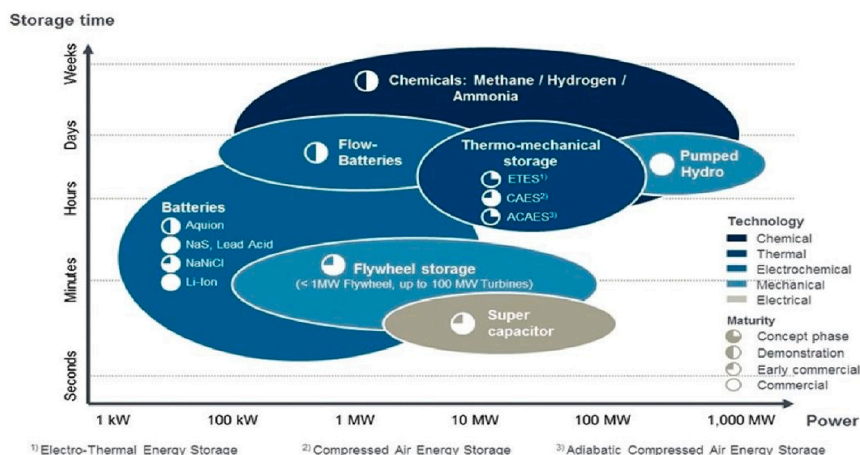 Storage time
Weeks
Days
Hours
Minutes
Seconds
Chemicals: Methane / Hydrogen /
Ammonia
Flow-
Batteries
Thermo-mechanical
storage
ETES1)
CAES2)
ACAES3)
Pumped
Hydro
Batteries
Aquion
NaS, Lead Acid
NaNiCl
Li-Ion
Flywheel storage
(< 1MW Flywheel, up to 100 MW Turbines)
Super
capacitor
Technology
Chemical
Thermal
Electrochemical
Mechanical
Electrical
Maturity
Concept phase
Demonstration
Early commercial
Commercial
1 kW 100 kW 1 MW 10 MW 100 MW 1,000 MW Power
1) Electro-Thermal Energy Storage 2) Compressed Air Energy Storage 3) Adiabatic Compressed Air Energy Storage